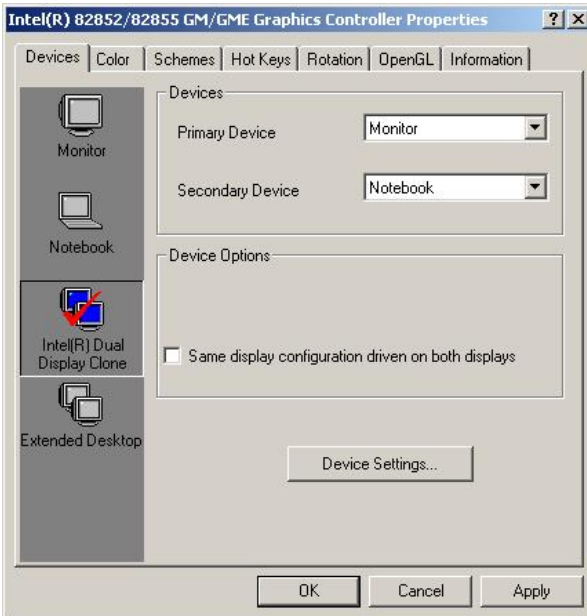 Intel(R) 82852/82855 GM/GME Graphics Controller Properties
Devices Color Schemes Hot Keys Rotation OpenGL Information
Monitor
Notebook
Intel(R) Dual
Display Clone
Extended Desktop
Devices
Primary Device Monitor
Secondary Device Notebook
Device Options
Same display configuration driven on both displays
Device Settings...
OK Cancel Apply